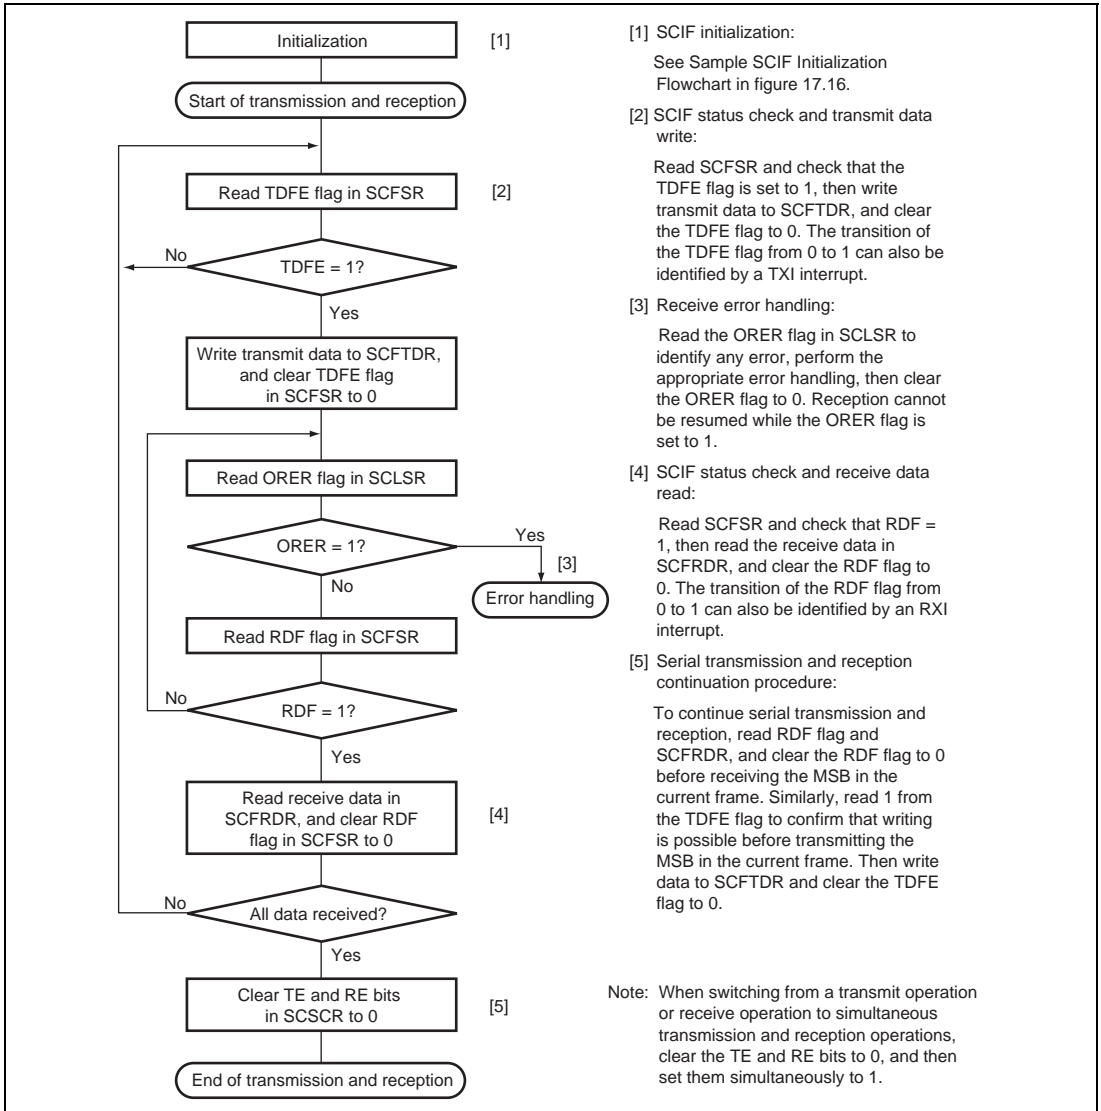 Initialization [1]
Start of transmission and reception
Read TDFE flag in SCFSR [2]
No
TDFE = 1?
Yes
Write transmit data to SCFTDR,
and clear TDFE flag
in SCFSR to 0
Read ORER flag in SCLSR
ORER = 1?
Yes
[3]
Error handling
No
Read RDF flag in SCFSR
No
RDF = 1?
Yes
Read receive data in
SCFRDR, and clear RDF
flag in SCFSR to 0
[4]
No
All data received?
Yes
Clear TE and RE bits
in SCSCR to 0
[5]
End of transmission and reception
[1] SCIF initialization:
See Sample SCIF Initialization
Flowchart in figure 17.16.
[2] SCIF status check and transmit data
write:
Read SCFSR and check that the
TDFE flag is set to 1, then write
transmit data to SCFTDR, and clear
the TDFE flag to 0. The transition of
the TDFE flag from 0 to 1 can also be
identified by a TXI interrupt.
[3] Receive error handling:
Read the ORER flag in SCLSR to
identify any error, perform the
appropriate error handling, then clear
the ORER flag to 0. Reception cannot
be resumed while the ORER flag is
set to 1.
[4] SCIF status check and receive data
read:
Read SCFSR and check that RDF =
1, then read the receive data in
SCFRDR, and clear the RDF flag to
0. The transition of the RDF flag from
0 to 1 can also be identified by an RXI
interrupt.
[5] Serial transmission and reception
continuation procedure:
To continue serial transmission and
reception, read RDF flag and
SCFRDR, and clear the RDF flag to 0
before receiving the MSB in the
current frame. Similarly, read 1 from
the TDFE flag to confirm that writing
is possible before transmitting the
MSB in the current frame. Then write
data to SCFTDR and clear the TDFE
flag to 0.
Note: When switching from a transmit operation
or receive operation to simultaneous
transmission and reception operations,
clear the TE and RE bits to 0, and then
set them simultaneously to 1.